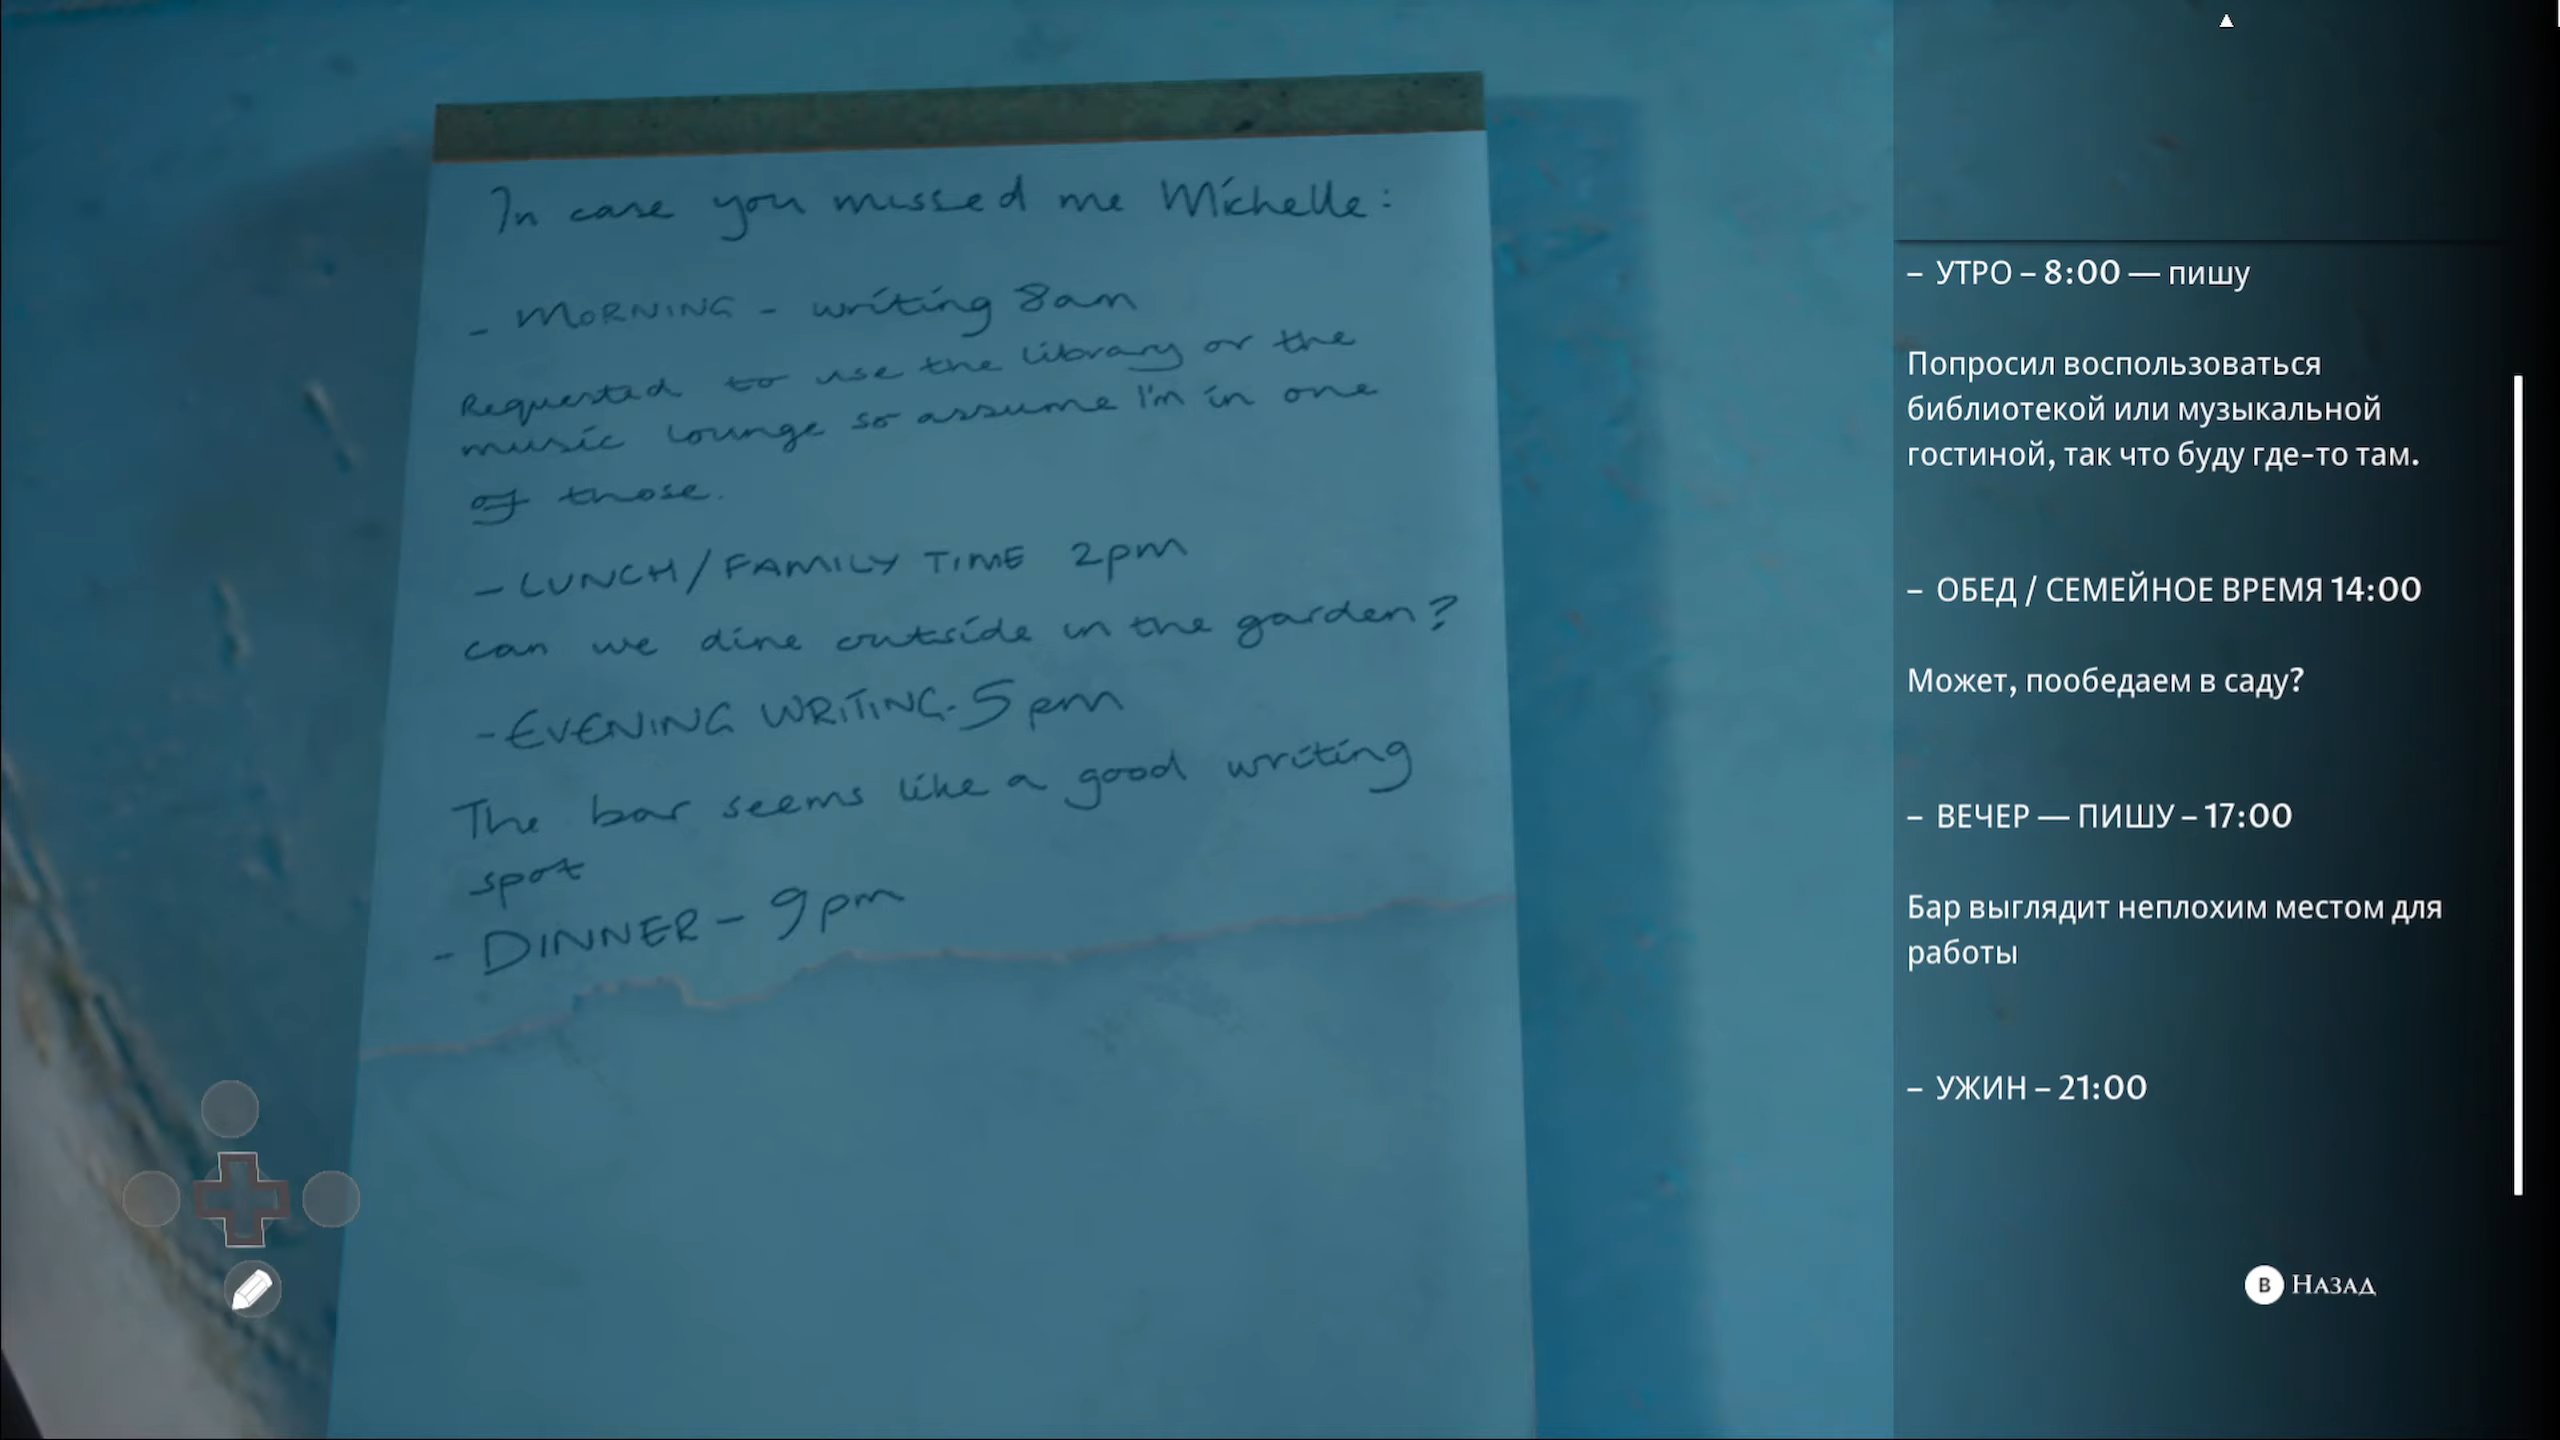 In case you missed me Michelle:
- MORNING - writing 8am
Requested to use the library or the
music lounge so assume I'm in one
of those.
- LUNCH/FAMILY TIME 2pm
can we dine outside in the garden?
- EVENING WRITING - 5pm
The bar seems like a good writing
spot
- DINNER - 9pm
– УТРО – 8:00 — пишу
Попросил воспользоваться
библиотекой или музыкальной
гостиной, так что буду где-то там.
– ОБЕД / СЕМЕЙНОЕ ВРЕМЯ 14:00
Может, пообедаем в саду?
– ВЕЧЕР — ПИШУ – 17:00
Бар выглядит неплохим местом для
работы
– УЖИН – 21:00
B НАЗАД